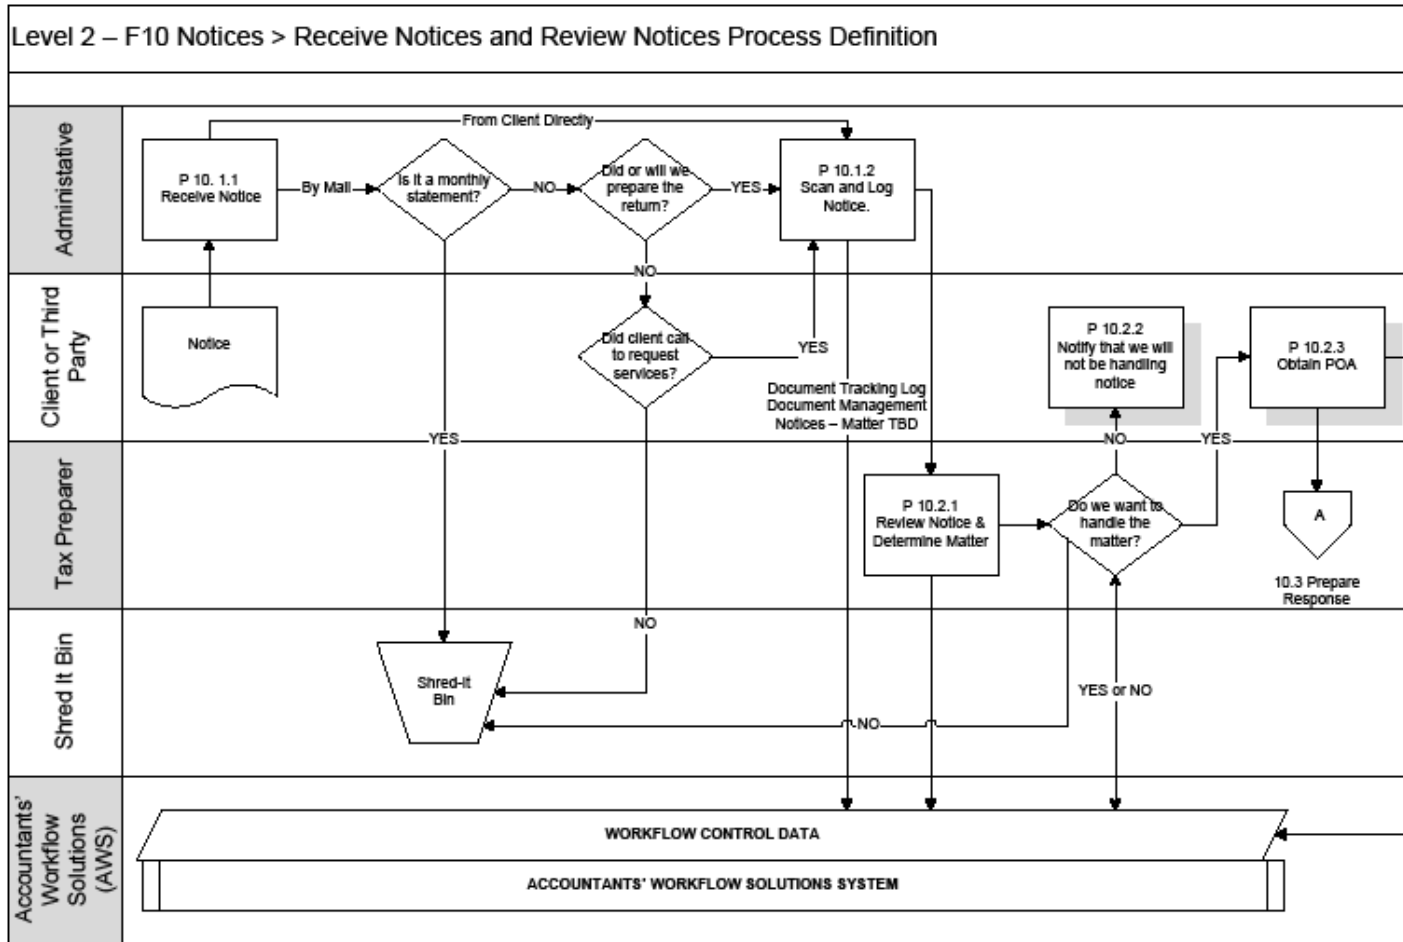 Level 2 – F10 Notices > Receive Notices and Review Notices Process Definition
Administative
From Client Directly
P 10. 1.1
Receive Notice
By Mail
Is it a monthly
statement?
NO
Did or will we
prepare the
return?
YES
P 10.1.2
Scan and Log
Notice.
NO
Client or Third
Party
Notice
Did client call
to request
services?
YES
P 10.2.2
Notify that we will
not be handling
notice
P 10.2.3
Obtain POA
Document Tracking Log
Document Management
Notices – Matter TBD
YES
NO
YES
Tax Preparer
P 10.2.1
Review Notice &
Determine Matter
Do we want to
handle the
matter?
A
10.3 Prepare
Response
Shred It Bin
NO
Shred-It
Bin
YES or NO
NO
Accountants'
Workflow
Solutions
(AWS)
WORKFLOW CONTROL DATA
ACCOUNTANTS' WORKFLOW SOLUTIONS SYSTEM